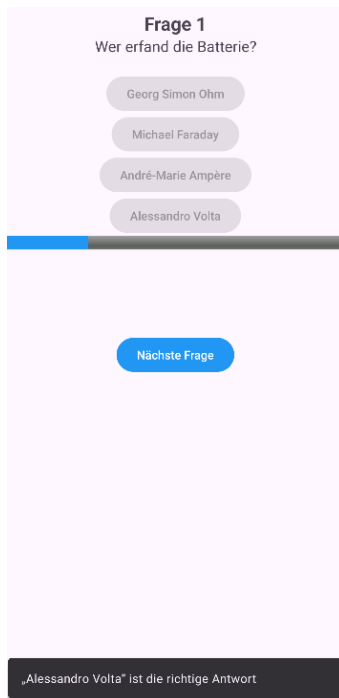 Frage 1
Wer erfand die Batterie?
Georg Simon Ohm
Michael Faraday
André-Marie Ampère
Alessandro Volta
Nächste Frage
„Alessandro Volta“ ist die richtige Antwort